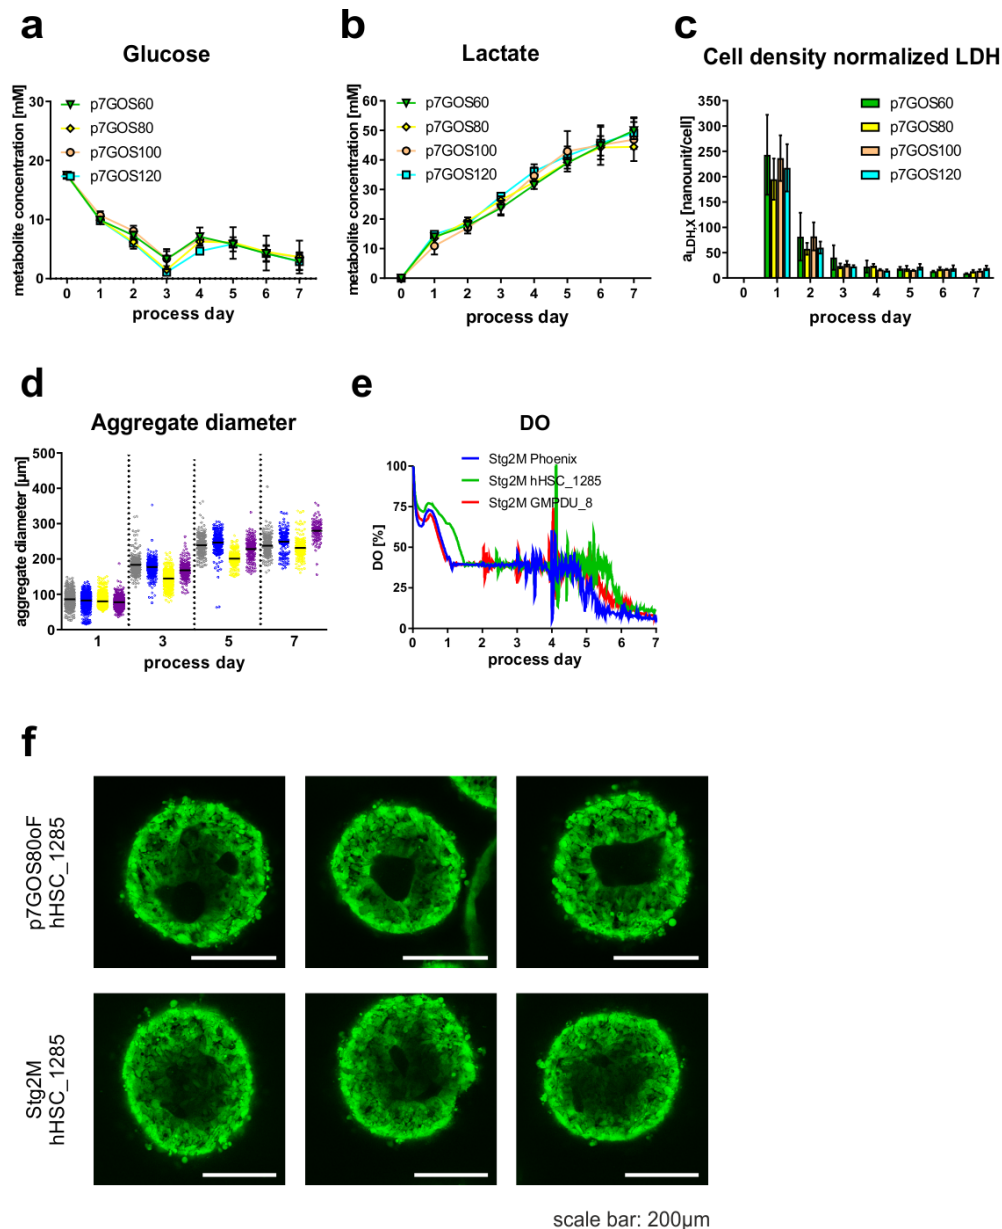 a
Glucose
metabolite concentration [mM]
30
20
10
0
p7GOS60
p7GOS80
p7GOS100
p7GOS120
0 1 2 3 4 5 6 7
process day
b
Lactate
metabolite concentration [mM]
60
50
40
30
20
10
0
p7GOS60
p7GOS80
p7GOS100
p7GOS120
0 1 2 3 4 5 6 7
process day
c
Cell density normalized LDH
aLDH,X [nanounit/cell]
350
300
250
200
150
100
50
0
p7GOS60
p7GOS80
p7GOS100
p7GOS120
0 1 2 3 4 5 6 7
process day
d
Aggregate diameter
aggregate diameter [µm]
500
400
300
200
100
0
1 3 5 7
process day
e
DO
DO [%]
100
75
50
25
0
Stg2M Phoenix
Stg2M hHSC_1285
Stg2M GMPDU_8
0 1 2 3 4 5 6 7
process day
f
p7GOS80oF
hHSC_1285
Stg2M
hHSC_1285
scale bar: 200µm